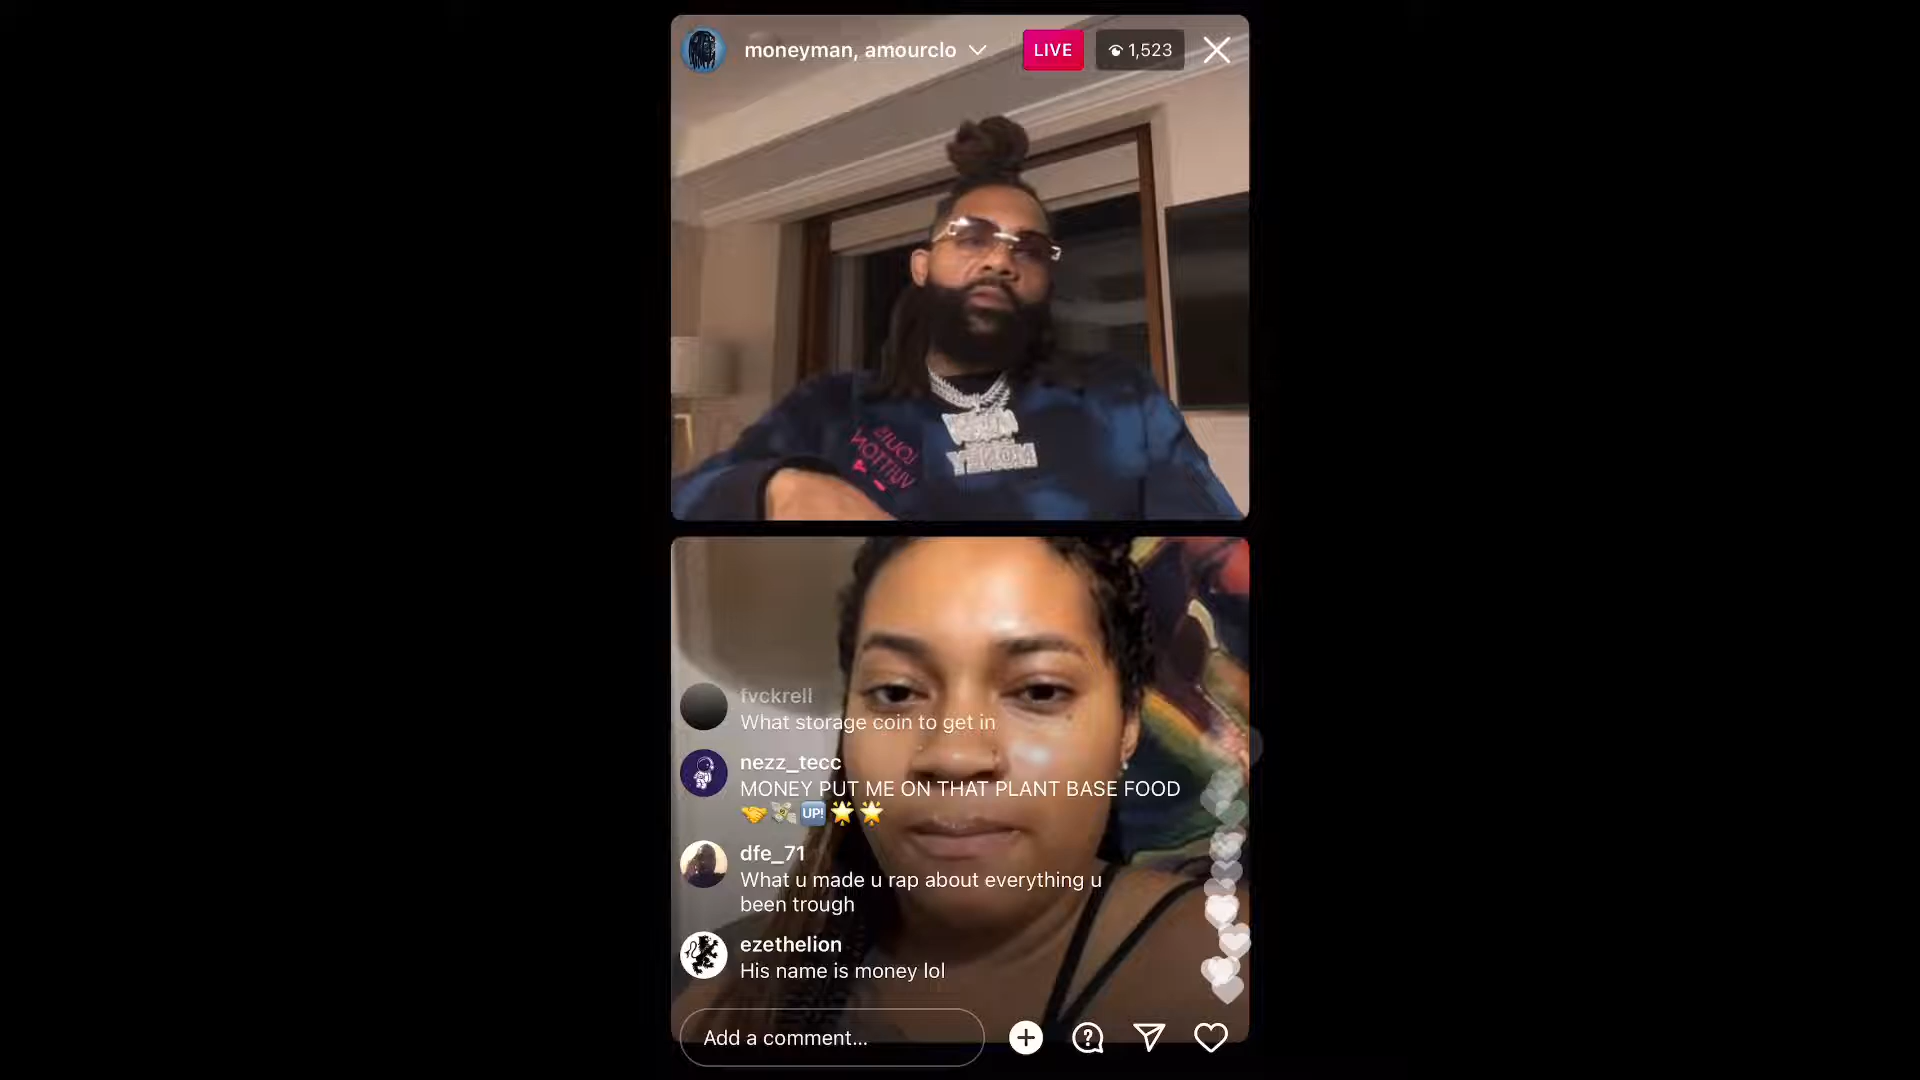 moneyman, amourclo
LIVE
1,523
LOUIS
VUITTON
MONEY
fvckrell
What storage coin to get in
nezz_tecc
MONEY PUT ME ON THAT PLANT BASE FOOD
🤝💸🆙🌟🌟
dfe_71
What u made u rap about everything u
been trough
ezethelion
His name is money lol
Add a comment...